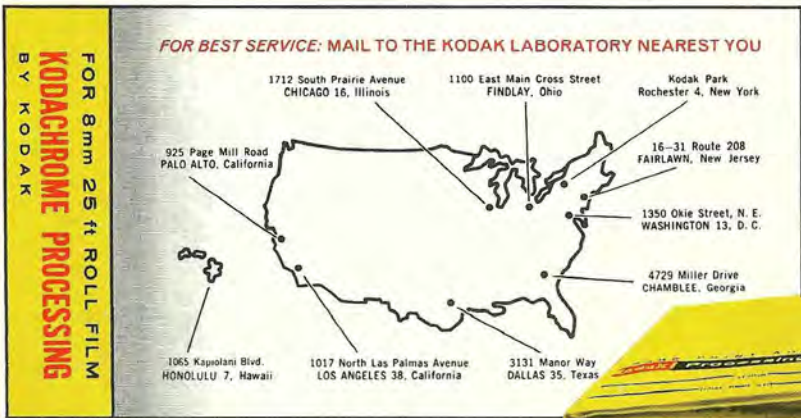 FOR 8mm 25 ft ROLL FILM
KODACHROME PROCESSING
BY KODAK
FOR BEST SERVICE: MAIL TO THE KODAK LABORATORY NEAREST YOU
1712 South Prairie Avenue
CHICAGO 16, Illinois
1100 East Main Cross Street
FINDLAY, Ohio
Kodak Park
Rochester 4, New York
925 Page Mill Road
PALO ALTO, California
16—31 Route 208
FAIRLAWN, New Jersey
1350 Okie Street, N. E.
WASHINGTON 13, D. C.
4729 Miller Drive
CHAMBLEE, Georgia
1065 Kapiolani Blvd.
HONOLULU 7, Hawaii
1017 North Las Palmas Avenue
LOS ANGELES 38, California
3131 Manor Way
DALLAS 35, Texas